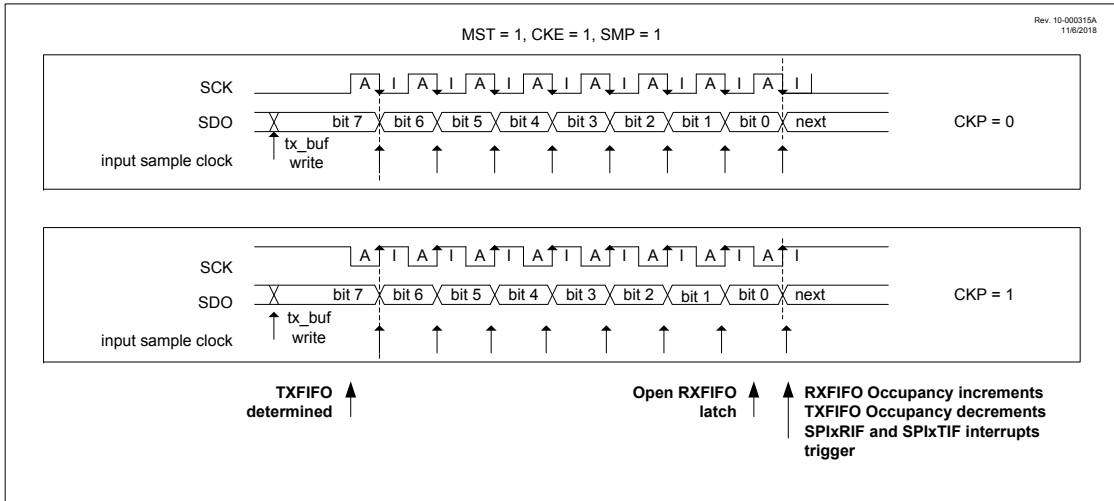 Rev. 10-000315A
11/6/2018
MST = 1, CKE = 1, SMP = 1
SCK A I A I A I A I A I A I A I A I
SDO bit 7 bit 6 bit 5 bit 4 bit 3 bit 2 bit 1 bit 0 next
CKP = 0
tx_buf
write
input sample clock
SCK A I A I A I A I A I A I A I A I
SDO bit 7 bit 6 bit 5 bit 4 bit 3 bit 2 bit 1 bit 0 next
CKP = 1
tx_buf
write
input sample clock
TXFIFO
determined
Open RXFIFO
latch
RXFIFO Occupancy increments
TXFIFO Occupancy decrements
SPIxRIF and SPIxTIF interrupts
trigger